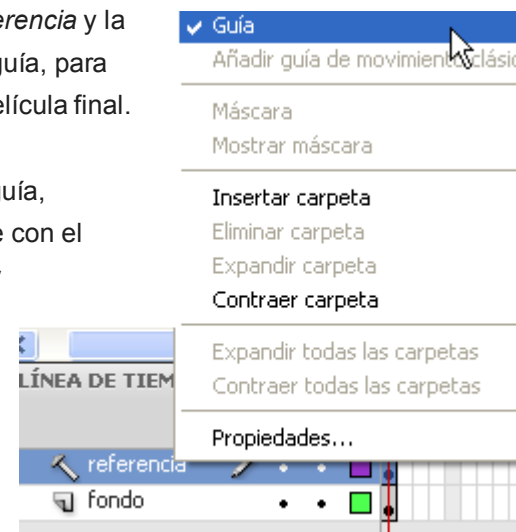 erencia y la
guía, para
elícula final.
guía,
e con el
Guía
Añadir guía de movimiento clásic
Máscara
Mostrar máscara
Insertar carpeta
Eliminar carpeta
Expandir carpeta
Contraer carpeta
Expandir todas las carpetas
Contraer todas las carpetas
Propiedades...
LÍNEA DE TIEM
referencia
fondo